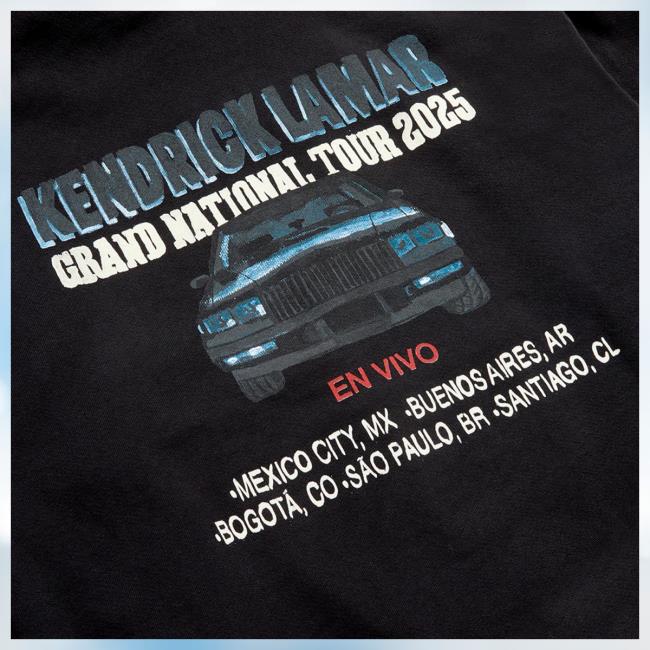 KENDRICK LAMAR
GRAND NATIONAL TOUR 2025
EN VIVO
•MEXICO CITY, MX •BUENOS AIRES, AR
•BOGOTÁ, CO •SÃO PAULO, BR •SANTIAGO, CL